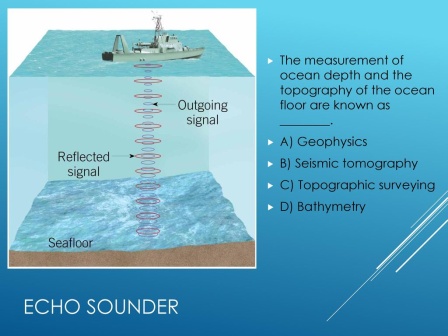 Outgoing
signal
Reflected
signal
Seafloor
The measurement of
ocean depth and the
topography of the ocean
floor are known as
________.
A) Geophysics
B) Seismic tomography
C) Topographic surveying
D) Bathymetry
ECHO SOUNDER